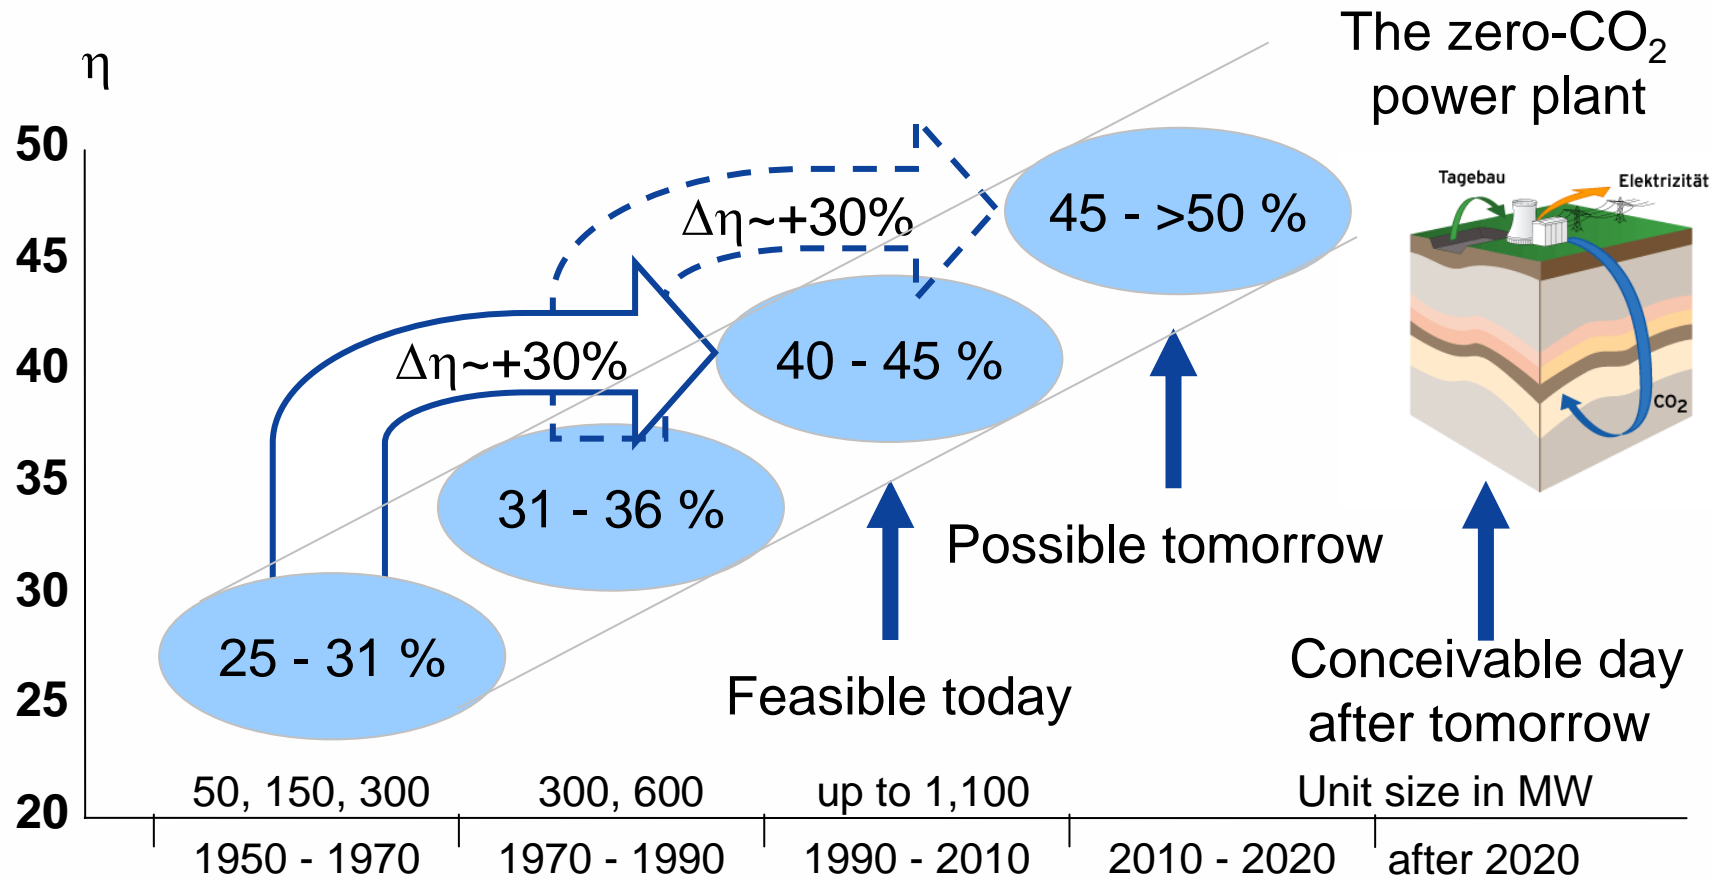 The zero-CO₂
power plant
η
50
45
40
35
30
25
20
Tagebau
Elektrizität
CO₂
Δη~+30%
45 - >50 %
Δη~+30%
40 - 45 %
31 - 36 %
25 - 31 %
Possible tomorrow
Feasible today
Conceivable day
after tomorrow
50, 150, 300
300, 600
up to 1,100
Unit size in MW
1950 - 1970
1970 - 1990
1990 - 2010
2010 - 2020
after 2020